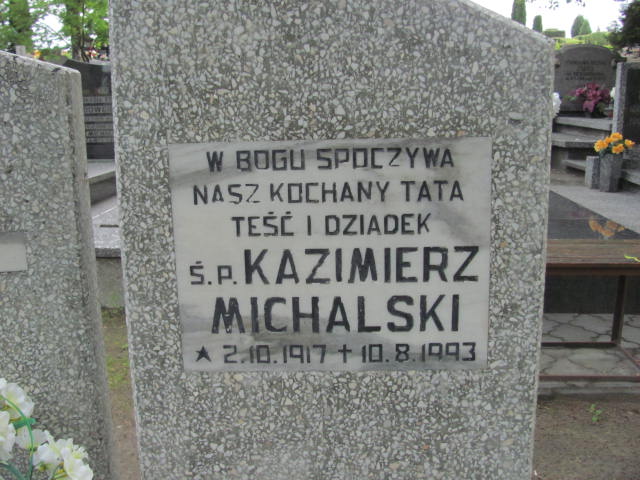 W BOGU SPOCZYWA
NASZ KOCHANY TATA
TEŚĆ I DZIADEK
Ś.P. KAZIMIERZ
MICHALSKI
★ 2.10.1917 ✝ 10.8.1993